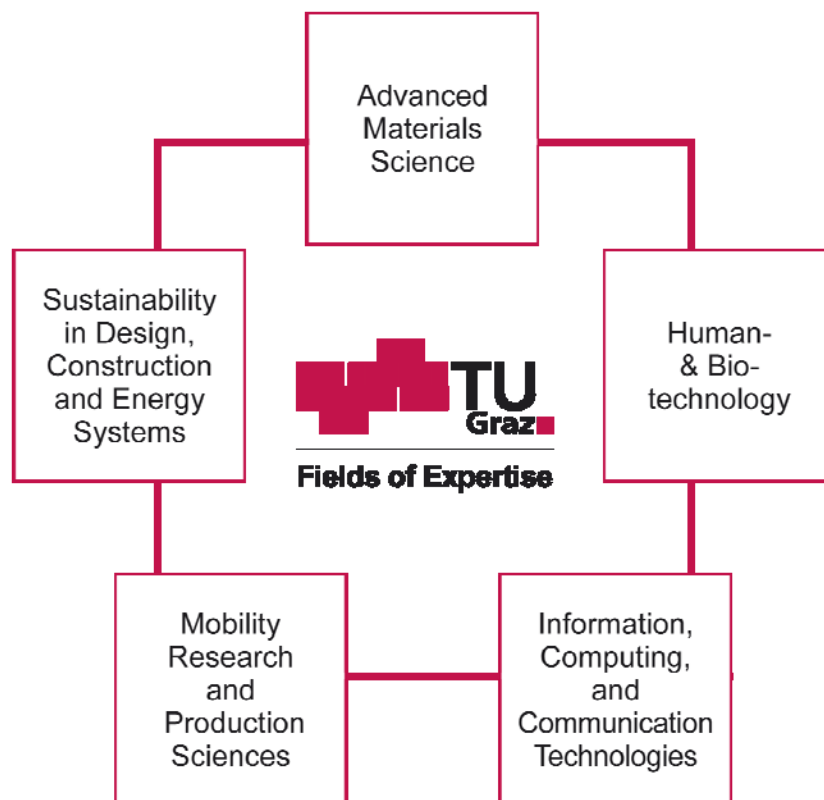 Advanced
Materials
Science
Sustainability
in Design,
Construction
and Energy
Systems
Human-
& Bio-
technology
TU
Graz
Fields of Expertise
Mobility
Research
and
Production
Sciences
Information,
Computing,
and
Communication
Technologies